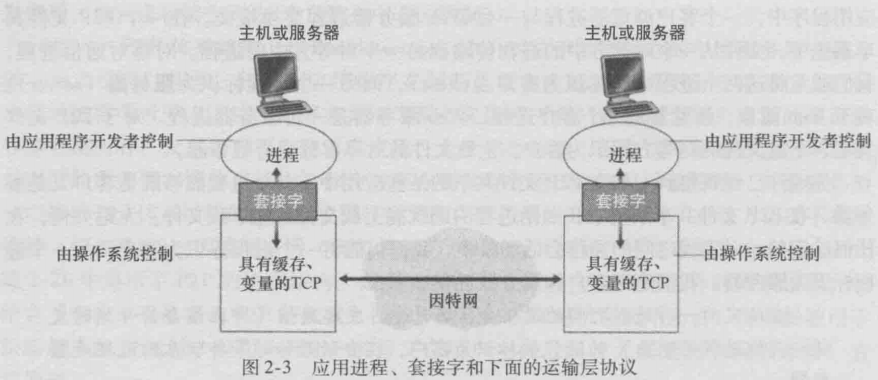 主机或服务器
主机或服务器
由应用程序开发者控制
进程
进程
由应用程序开发者控制
套接字
套接字
由操作系统控制
具有缓存、
变量的TCP
因特网
具有缓存、
变量的TCP
由操作系统控制
图 2-3 应用进程、套接字和下面的运输层协议